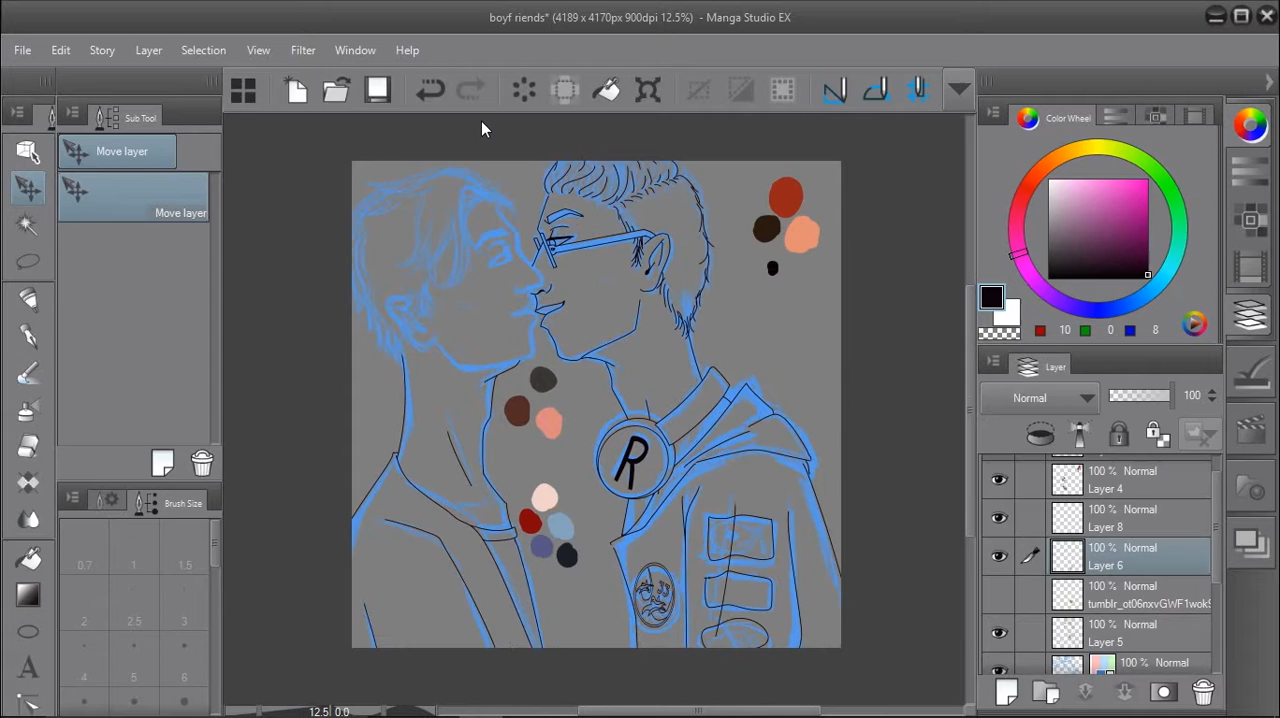 boyf riends* (4189 x 4170px 900dpi 12.5%) - Manga Studio EX
File Edit Story Layer Selection View Filter Window Help
Sub Tool
Move layer
Move layer
Color Wheel
10 0 8
Layer
Normal 100
100 % Normal
Layer 4
100 % Normal
Layer 8
100 % Normal
Layer 6
100 % Normal
tumblr_ot06nxvGWF1wok9
100 % Normal
Layer 5
100 % Normal
Brush Size
0.7 1 1.5
2 2.5 3
4 5 6
R
12.5 0.0